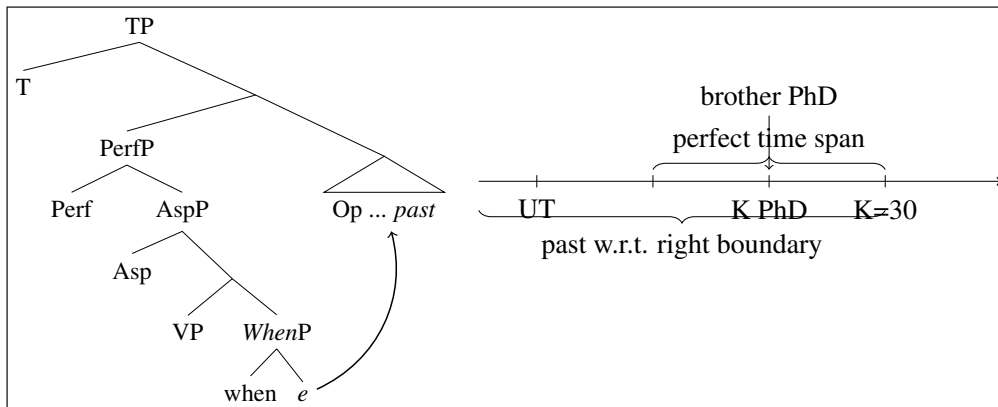 TP
T
PerfP
Perf AspP
Op ... past
Asp
VP WhenP
when e
brother PhD
perfect time span
UT K PhD K=30
past w.r.t. right boundary